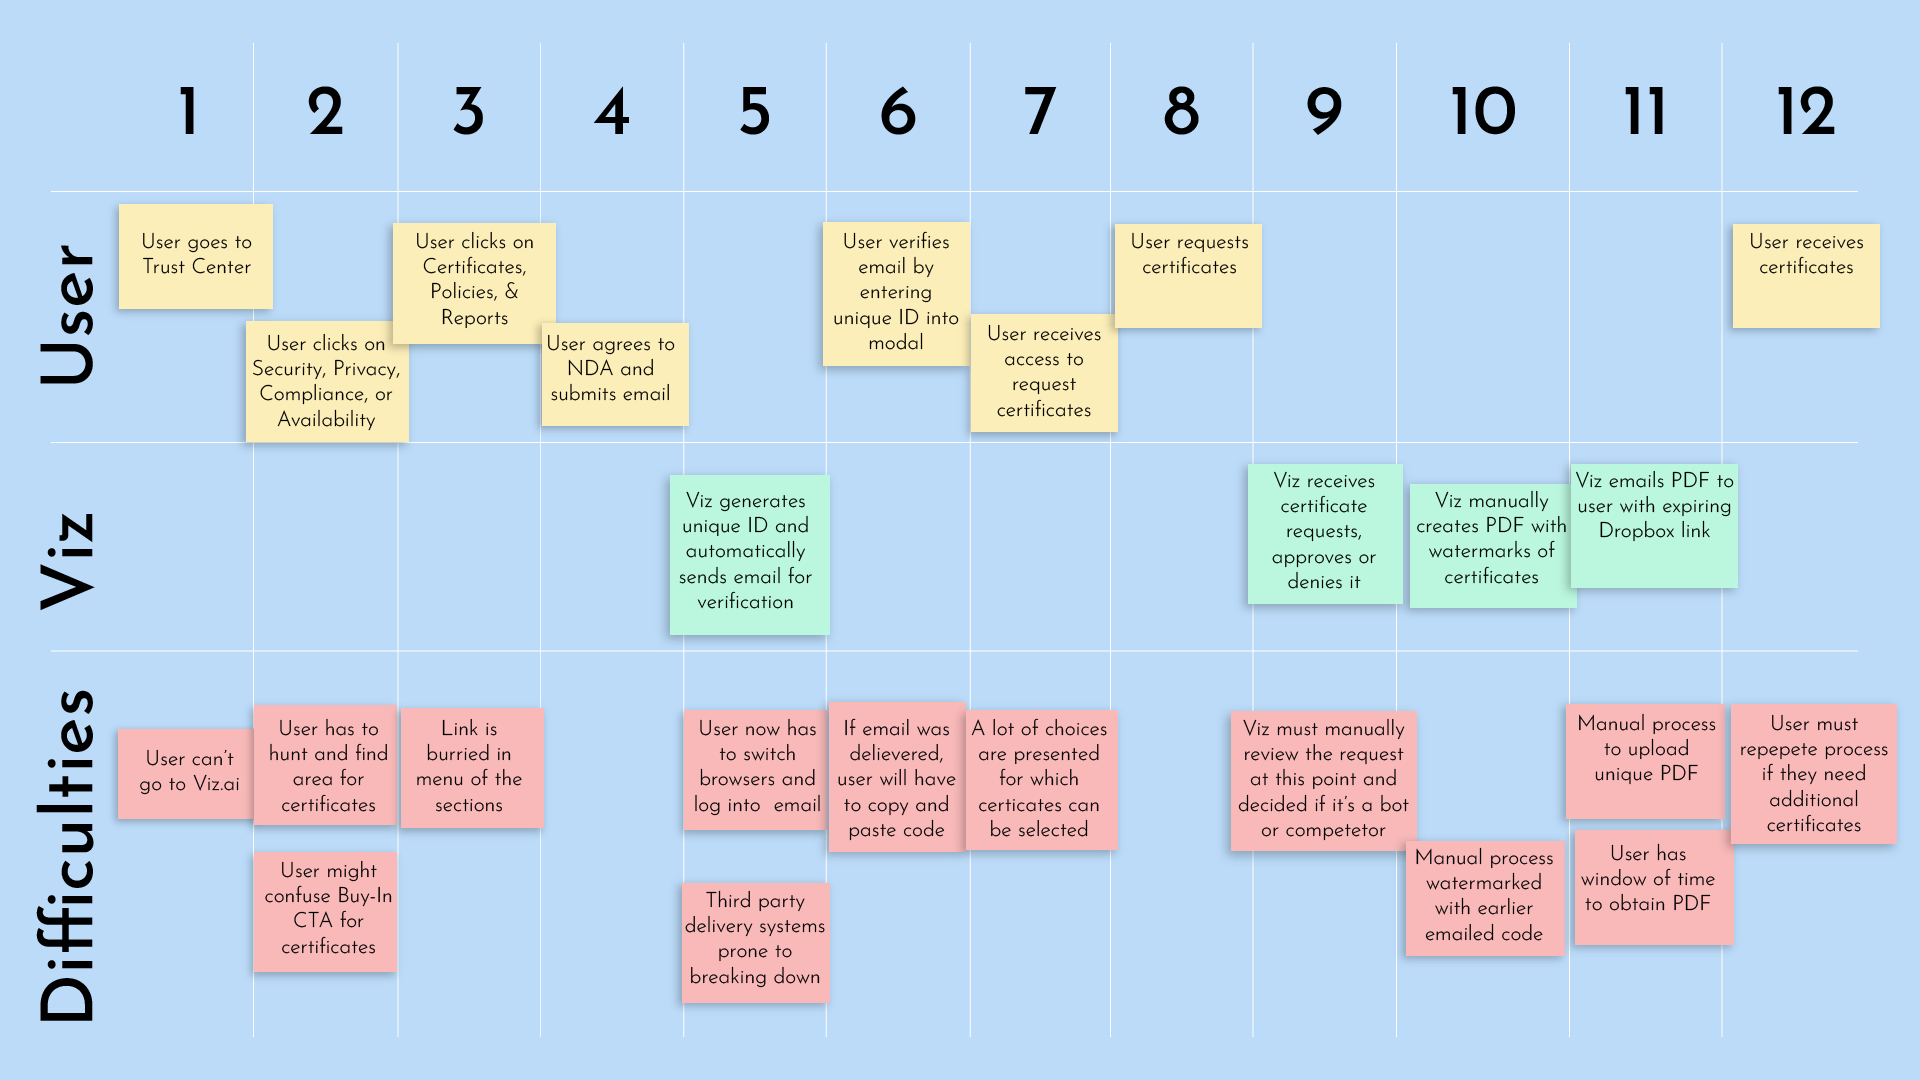 1
2
3
4
5
6
7
8
9
10
11
12
User
User goes to
Trust Center
User clicks on
Security, Privacy,
Compliance, or
Availability
User clicks on
Certificates,
Policies, &
Reports
User agrees to
NDA and
submits email
User verifies
email by
entering
unique ID into
modal
User receives
access to
request
certificates
User requests
certificates
User receives
certificates
Viz
Viz generates
unique ID and
automatically
sends email for
verification
Viz receives
certificate
requests,
approves or
denies it
Viz manually
creates PDF with
watermarks of
certificates
Viz emails PDF to
user with expiring
Dropbox link
Difficulties
User can't
go to Viz.ai
User has to
hunt and find
area for
certificates
User might
confuse Buy-In
CTA for
certificates
Link is
burried in
menu of the
sections
User now has
to switch
browsers and
log into email
Third party
delivery systems
prone to
breaking down
If email was
delievered,
user will have
to copy and
paste code
A lot of choices
are presented
for which
certicates can
be selected
Viz must manually
review the request
at this point and
decided if it's a bot
or competetor
Manual process
watermarked
with earlier
emailed code
Manual process
to upload
unique PDF
User has
window of time
to obtain PDF
User must
repepete process
if they need
additional
certificates